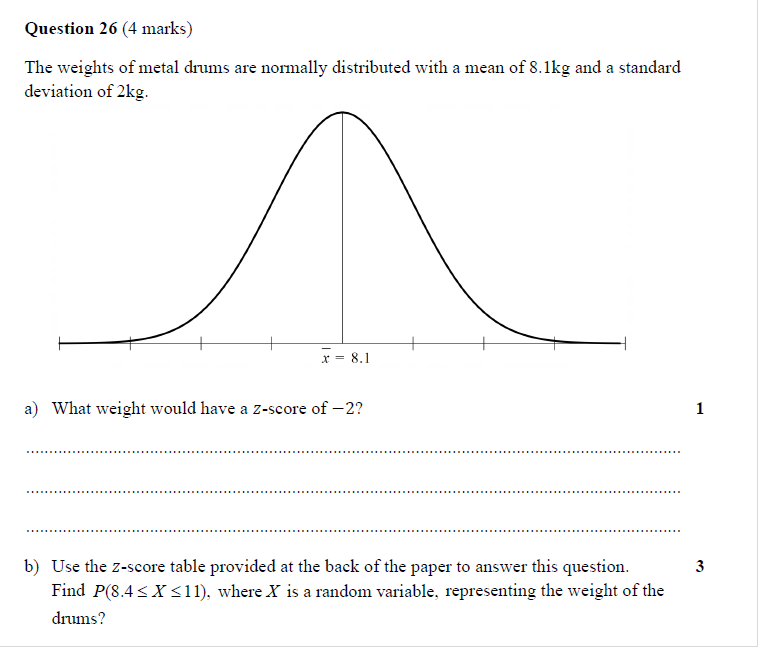 Question 26 (4 marks)
The weights of metal drums are normally distributed with a mean of 8.1kg and a standard
deviation of 2kg.
x̅ = 8.1
a) What weight would have a z-score of −2? 1
b) Use the z-score table provided at the back of the paper to answer this question. 3
Find P(8.4 ≤ X ≤ 11), where X is a random variable, representing the weight of the
drums?